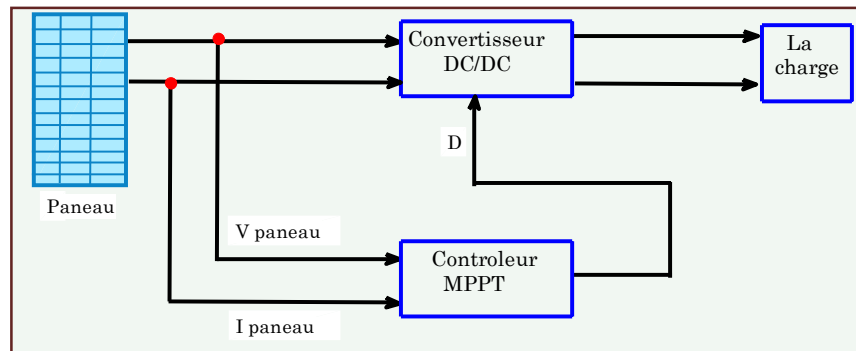 Convertisseur
DC/DC
La
charge
D
Paneau
V paneau
Controleur
MPPT
I paneau